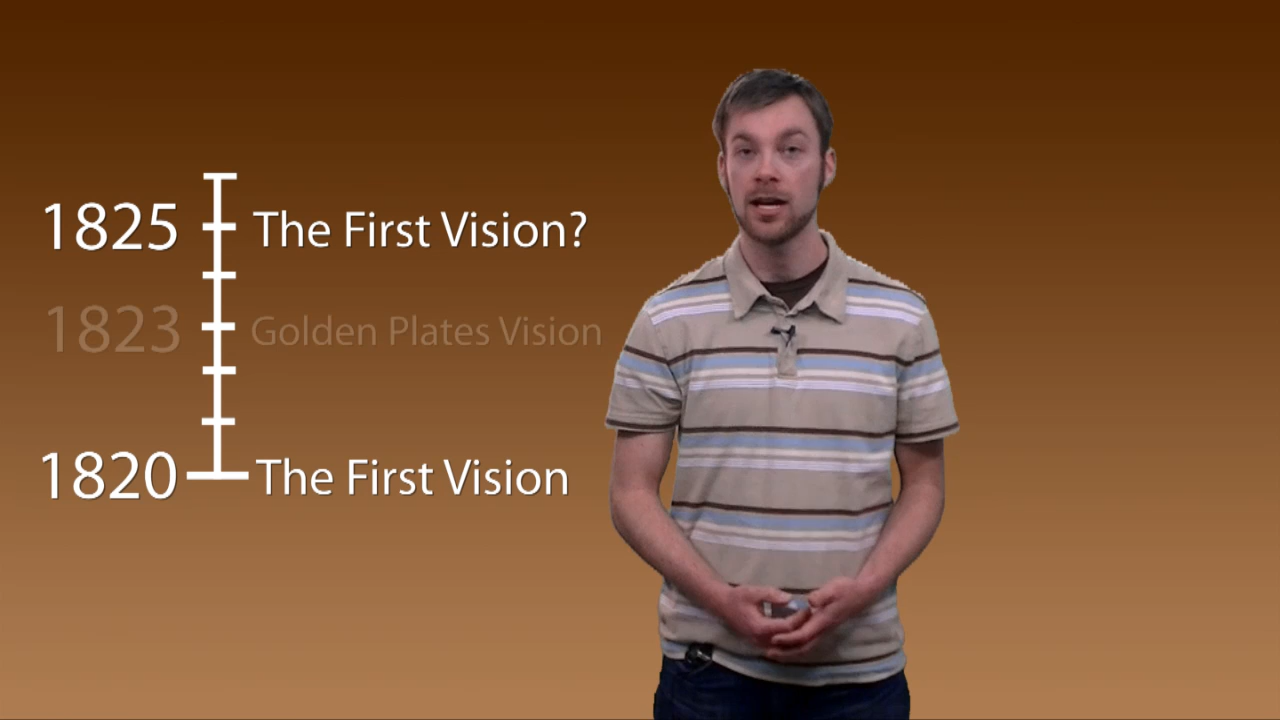 1825 The First Vision?
1823 Golden Plates Vision
1820 The First Vision